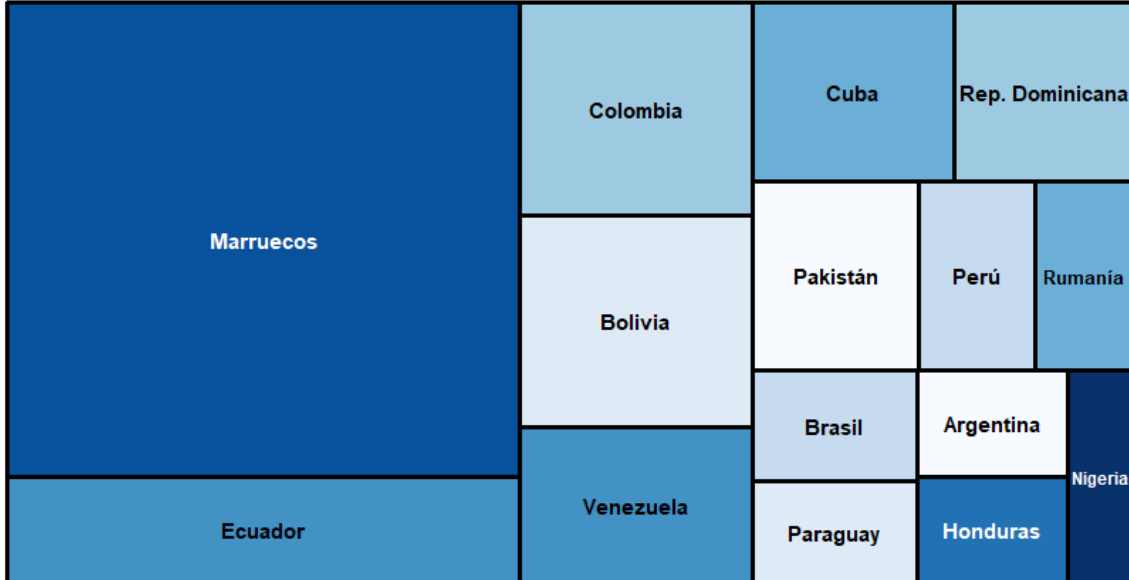 Marruecos
Ecuador
Colombia
Bolivia
Venezuela
Cuba
Rep. Dominicana
Pakistán
Perú
Rumanía
Brasil
Argentina
Paraguay
Honduras
Nigeria